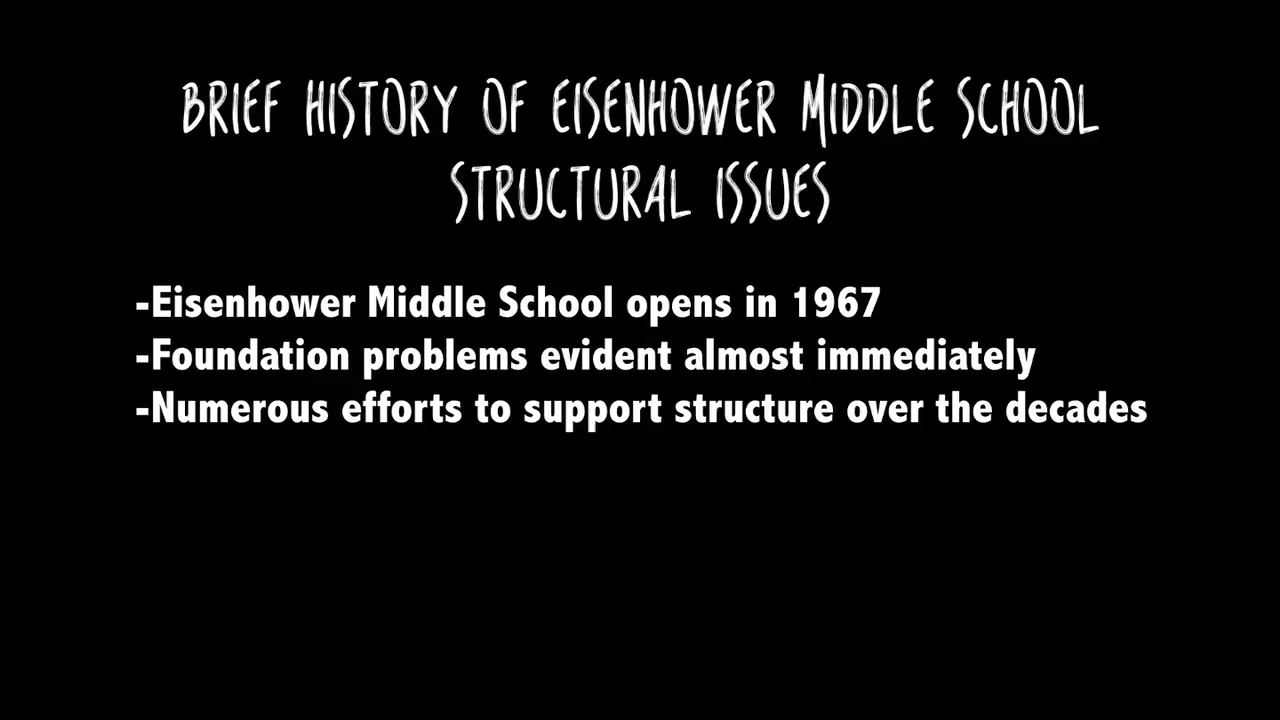 BRIEF HISTORY OF EISENHOWER MIDDLE SCHOOL
STRUCTURAL ISSUES
-Eisenhower Middle School opens in 1967
-Foundation problems evident almost immediately
-Numerous efforts to support structure over the decades